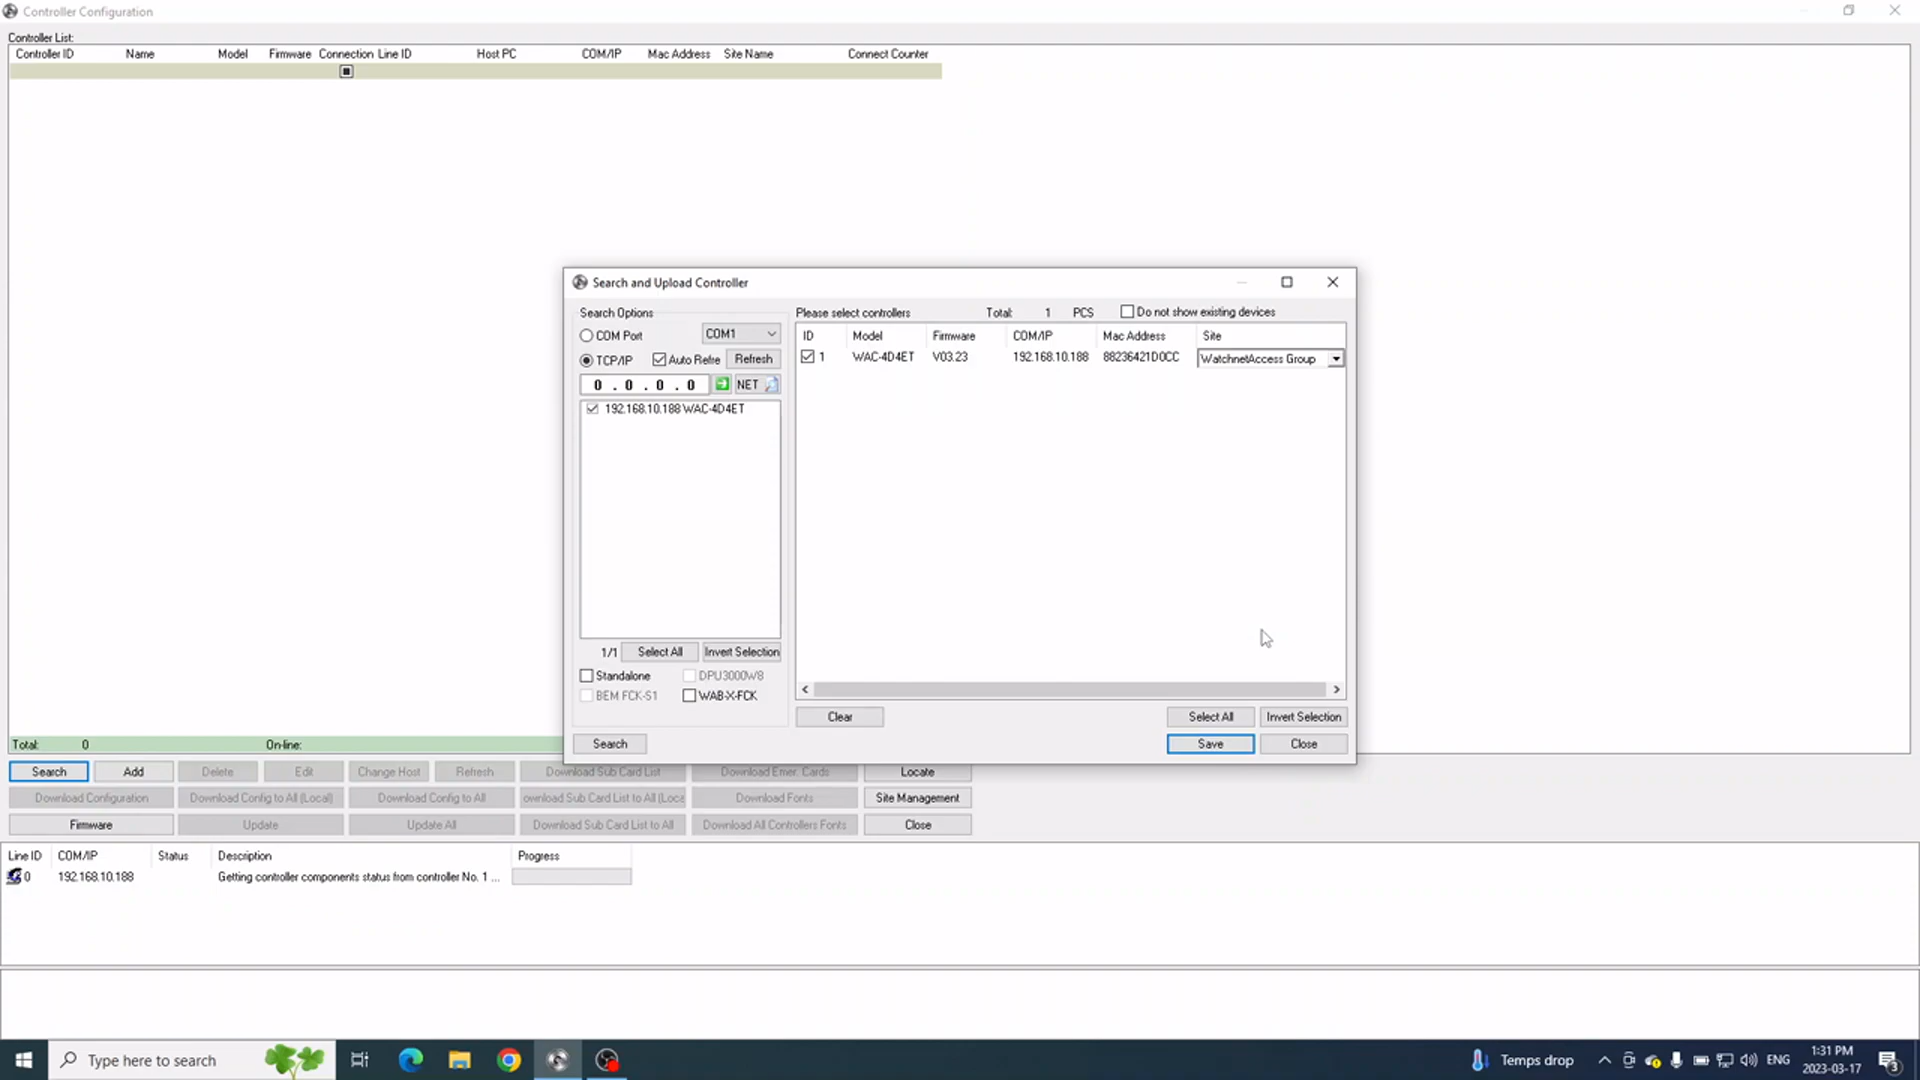 Controller Configuration
Controller List:
Controller ID Name Model Firmware Connection Line ID Host PC COM/IP Mac Address Site Name Connect Counter
Search and Upload Controller
Search Options
COM Port COM1
TCP/IP Auto Refre Refresh
0 . 0 . 0 . 0 NET
192.168.10.188 WAC-4D4ET
1/1 Select All Invert Selection
Standalone DPU3000W8
BEM FCK-S1 WAB-X-FCK
Search
Please select controllers Total: 1 PCS Do not show existing devices
ID Model Firmware COM/IP Mac Address Site
1 WAC-4D4ET V03.23 192.168.10.188 88236421D0CC WatchnetAccess Group
Clear Select All Invert Selection
Save Close
Total: 0 On-line:
Search Add Delete Edit Change Host Refresh Download Sub Card List Download Emer. Cards Locate
Download Configuration Download Config to All (Local) Download Config to All ownload Sub Card List to All (Loca Download Fonts Site Management
Firmware Update Update All Download Sub Card List to All Download All Controllers Fonts Close
Line ID COM/IP Status Description Progress
0 192.168.10.188 Getting controller components status from controller No. 1 ...
Type here to search
Temps drop ENG 1:31 PM
2023-03-17 3